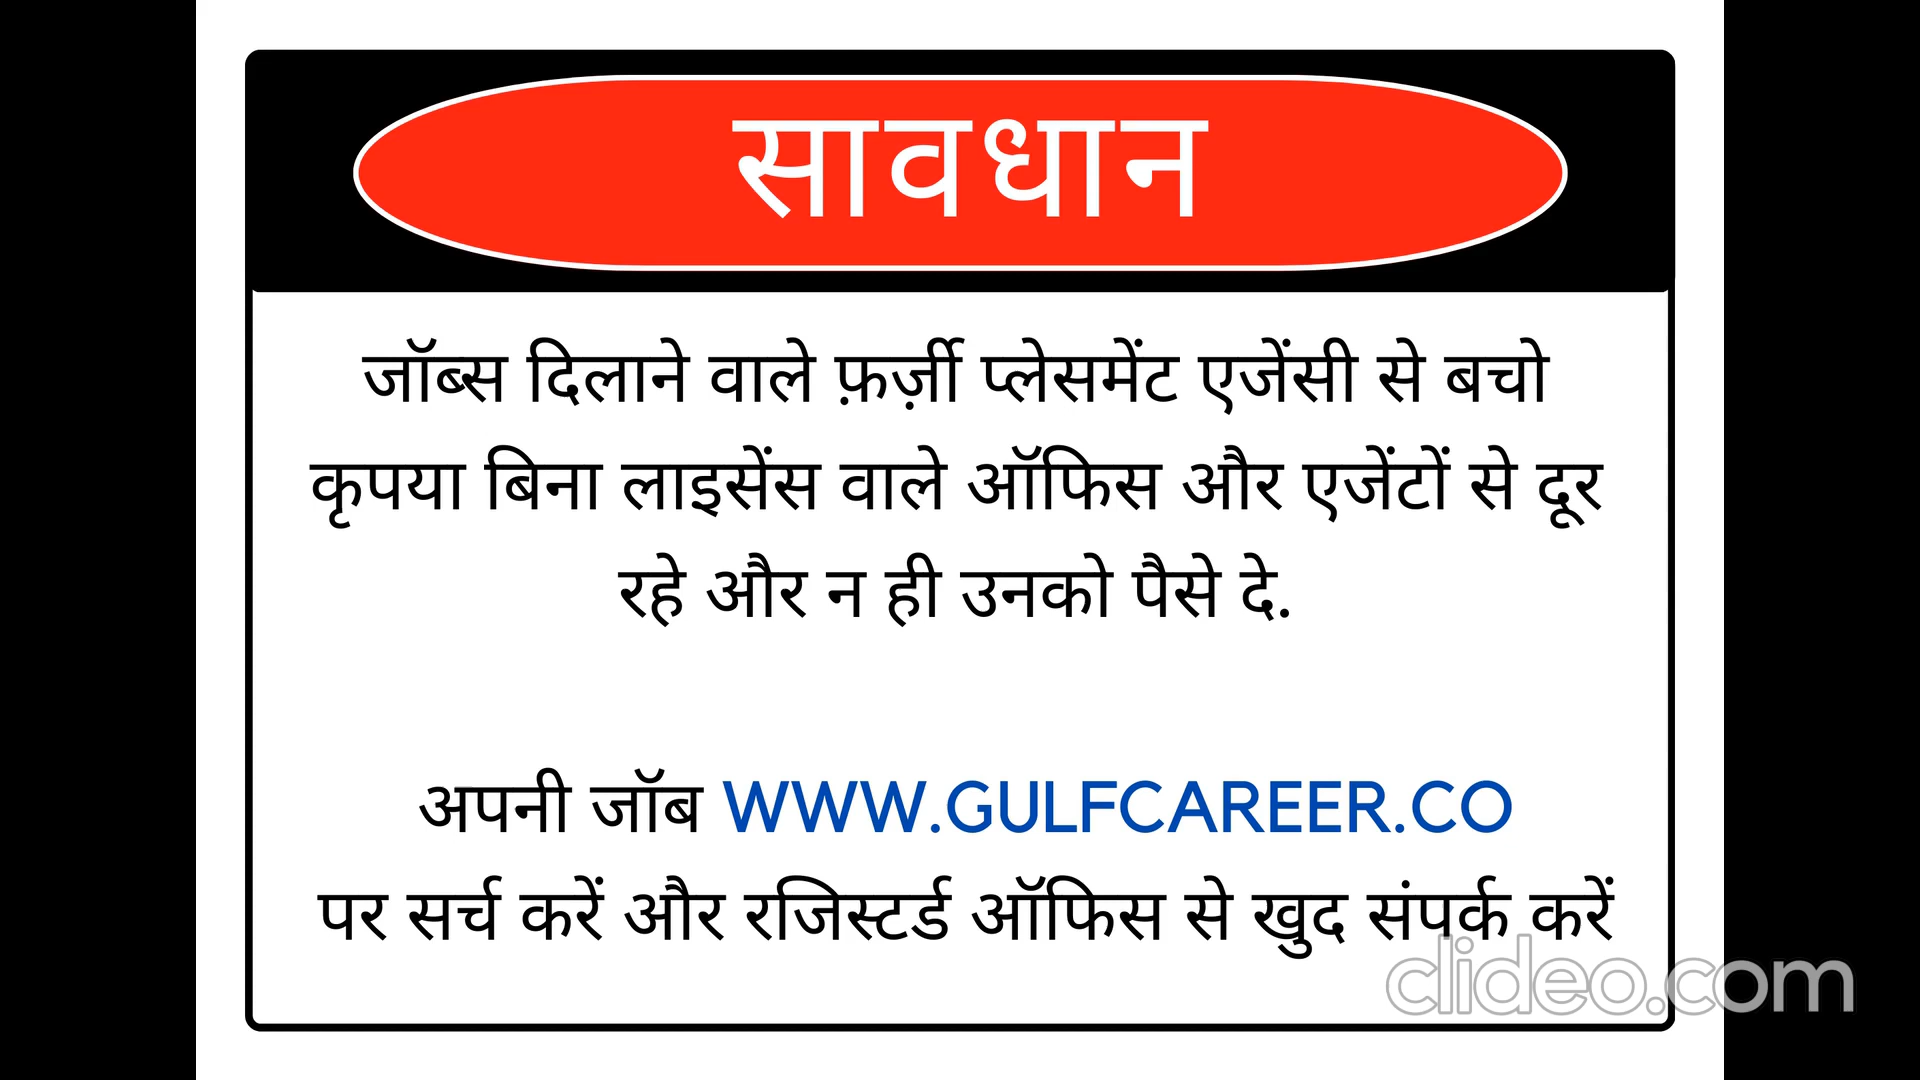 सावधान
जॉब्स दिलाने वाले फ़र्ज़ी प्लेसमेंट एजेंसी से बचो
कृपया बिना लाइसेंस वाले ऑफिस और एजेंटों से दूर
रहे और न ही उनको पैसे दे.
अपनी जॉब WWW.GULFCAREER.CO
पर सर्च करें और रजिस्टर्ड ऑफिस से खुद संपर्क करें
clideo.com